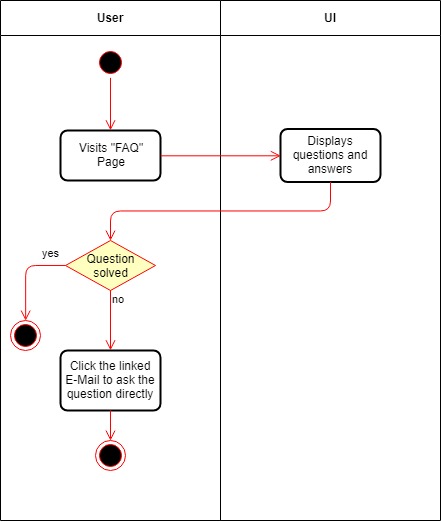 User
UI
Visits "FAQ"
Page
Displays
questions and
answers
yes
Question
solved
no
Click the linked
E-Mail to ask the
question directly